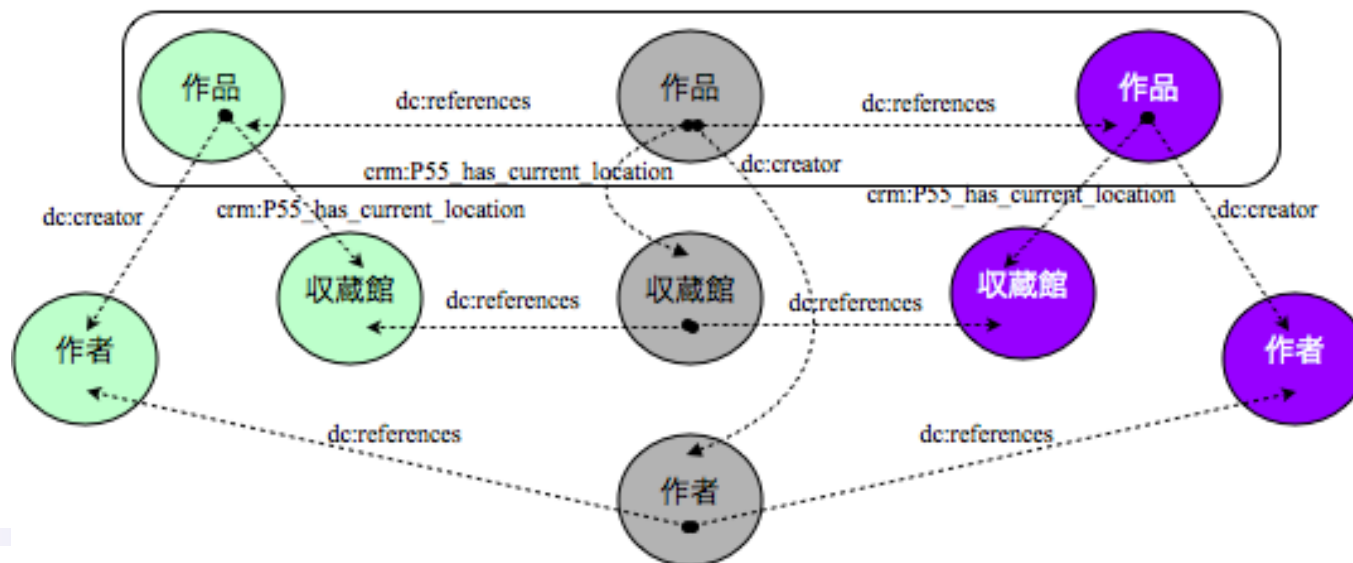 作品
作品
作品
dc:references
dc:references
crm:P55_has_current_location
dc:creator
crm:P55_has_current_location
dc:creator
crm:P55_has_current_location
dc:creator
収蔵館
収蔵館
収蔵館
dc:references
dc:references
作者
作者
dc:references
dc:references
作者